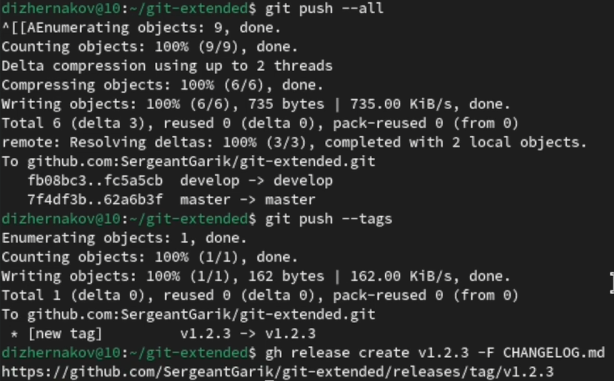 dizhernakov@10:~/git-extended$ git push --all
^[[AEnumerating objects: 9, done.
Counting objects: 100% (9/9), done.
Delta compression using up to 2 threads
Compressing objects: 100% (6/6), done.
Writing objects: 100% (6/6), 735 bytes | 735.00 KiB/s, done.
Total 6 (delta 3), reused 0 (delta 0), pack-reused 0 (from 0)
remote: Resolving deltas: 100% (3/3), completed with 2 local objects.
To github.com:SergeantGarik/git-extended.git
   fb08bc3..fc5a5cb  develop -> develop
   7f4df3b..62a6b3f  master -> master
dizhernakov@10:~/git-extended$ git push --tags
Enumerating objects: 1, done.
Counting objects: 100% (1/1), done.
Writing objects: 100% (1/1), 162 bytes | 162.00 KiB/s, done.
Total 1 (delta 0), reused 0 (delta 0), pack-reused 0 (from 0)
To github.com:SergeantGarik/git-extended.git
 * [new tag]         v1.2.3 -> v1.2.3
dizhernakov@10:~/git-extended$ gh release create v1.2.3 -F CHANGELOG.md
https://github.com/SergeantGarik/git-extended/releases/tag/v1.2.3